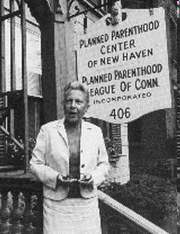 PLANNED PARENTHOOD
CENTER
OF NEW HAVEN
PLANNED PARENTHOOD
LEAGUE OF CONN.
INCORPORATED
406